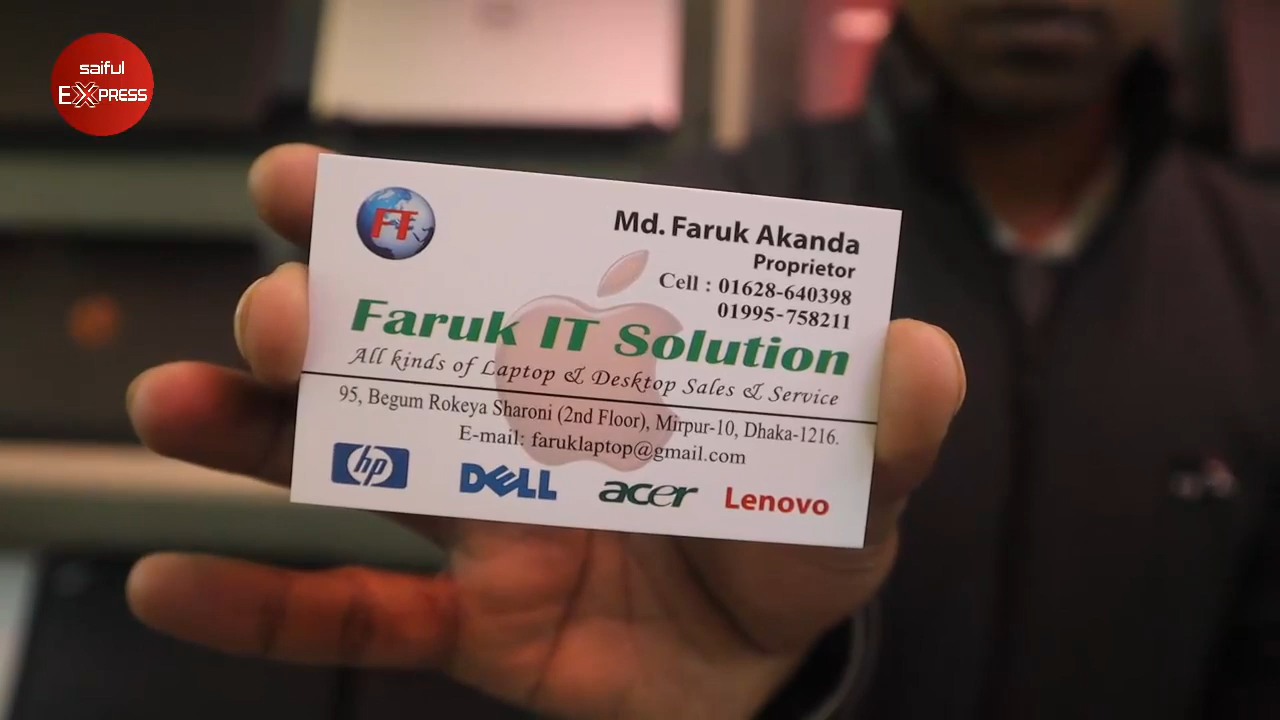 saiful
EXPRESS
FIT
Md. Faruk Akanda
Proprietor
Cell : 01628-640398
01995-758211
Faruk IT Solution
All kinds of Laptop & Desktop Sales & Service
95, Begum Rokeya Sharoni (2nd Floor), Mirpur-10, Dhaka-1216.
E-mail: faruklaptop@gmail.com
hp
DELL
acer
Lenovo